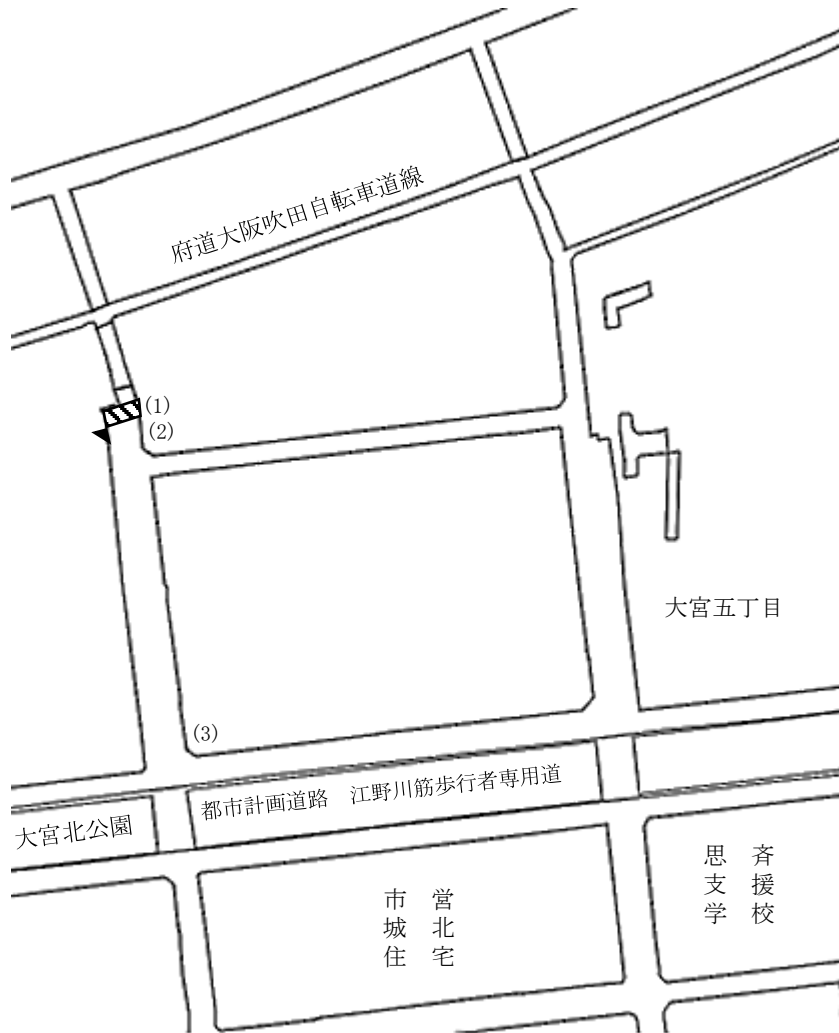 府道大阪吹田自転車道線
(1)
(2)
大宮五丁目
(3)
都市計画道路　江野川筋歩行者専用道
大宮北公園
市　営
城　北
住　宅
思　斉
支　援
学　校